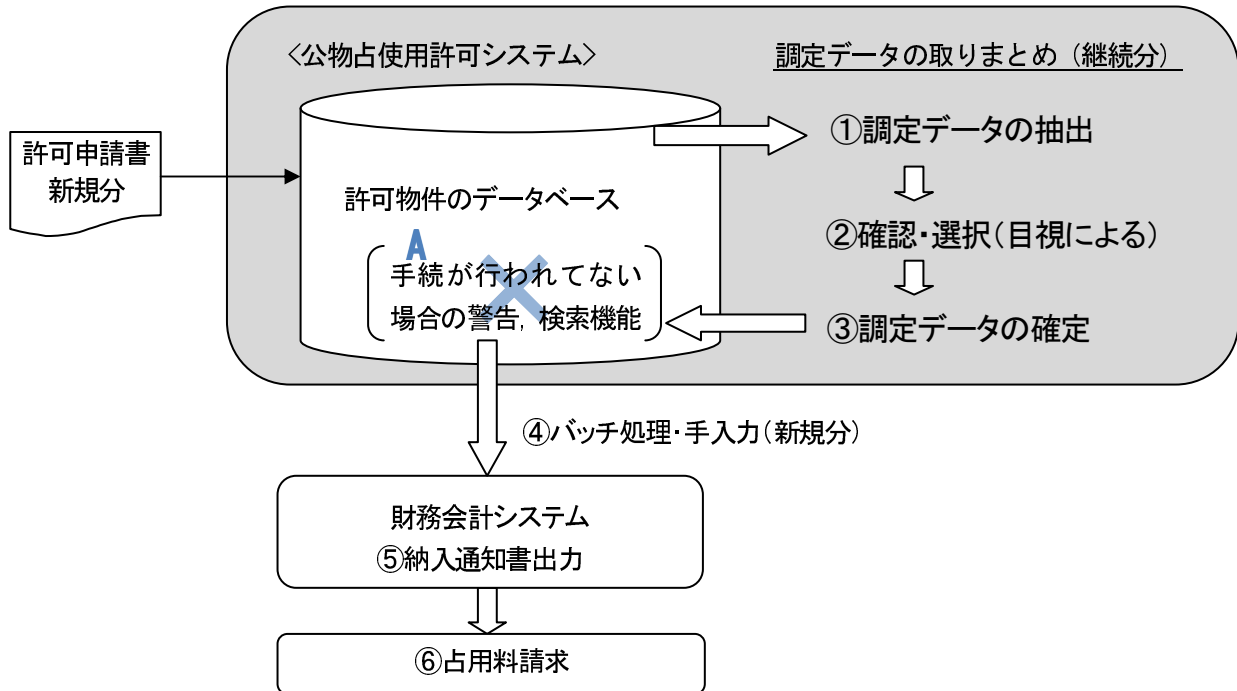 〈公物占使用許可システム〉
調定データの取りまとめ（継続分）
許可申請書
新規分
許可物件のデータベース
A
手続が行われてない
場合の警告, 検索機能
①調定データの抽出
②確認・選択（目視による）
③調定データの確定
④バッチ処理・手入力（新規分）
財務会計システム
⑤納入通知書出力
⑥占用料請求